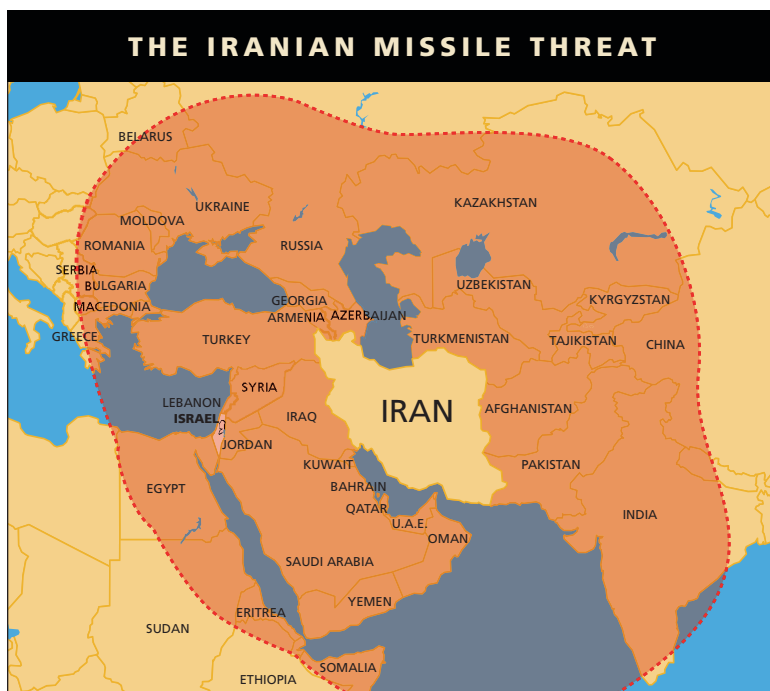 THE IRANIAN MISSILE THREAT
BELARUS
KAZAKHSTAN
UKRAINE
MOLDOVA
ROMANIA
RUSSIA
SERBIA
BULGARIA
UZBEKISTAN
GEORGIA
KYRGYZSTAN
MACEDONIA
ARMENIA
AZERBAIJAN
GREECE
TURKEY
TURKMENISTAN
TAJIKISTAN
CHINA
SYRIA
LEBANON
IRAN
AFGHANISTAN
ISRAEL
IRAQ
JORDAN
KUWAIT
PAKISTAN
BAHRAIN
EGYPT
QATAR
INDIA
U.A.E.
OMAN
SAUDI ARABIA
YEMEN
ERITREA
SUDAN
SOMALIA
ETHIOPIA